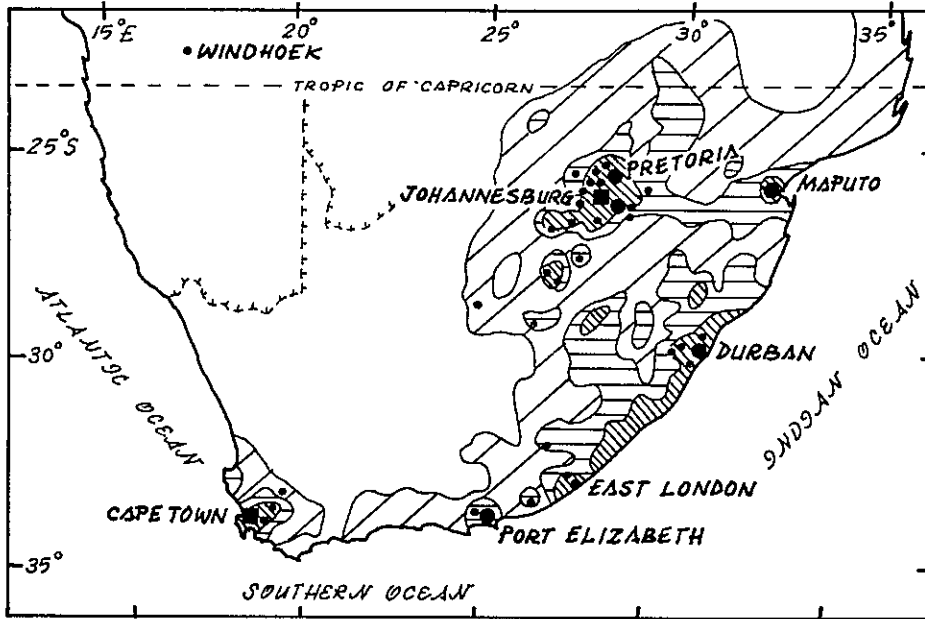 15°E 20° 25° 30° 35°
WINDHOEK
TROPIC OF CAPRICORN
25°S
PRETORIA
MAPUTO
JOHANNESBURG
ATLANTIC OCEAN
30°
DURBAN
INDIAN OCEAN
EAST LONDON
CAPE TOWN
PORT ELIZABETH
35°
SOUTHERN OCEAN